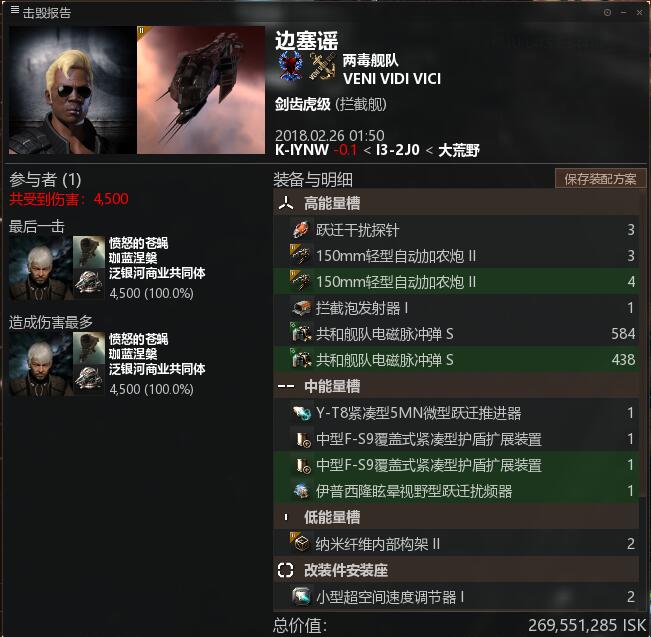 击毁报告
边塞谣
两毒舰队
VENI VIDI VICI
剑齿虎级 (拦截舰)
2018.02.26 01:50
K-IYNW -0.1 < I3-2J0 < 大荒野
参与者 (1)
共受到伤害: 4,500
最后一击
愤怒的苍蝇
珈蓝涅槃
泛银河商业共同体
4,500 (100.0%)
造成伤害最多
愤怒的苍蝇
珈蓝涅槃
泛银河商业共同体
4,500 (100.0%)
装备与明细
保存装配方案
高能量槽
跃迁干扰探针 3
150mm轻型自动加农炮 II 3
150mm轻型自动加农炮 II 4
拦截泡发射器 I 1
共和舰队电磁脉冲弹 S 584
共和舰队电磁脉冲弹 S 438
中能量槽
Y-T8紧凑型5MN微型跃迁推进器 1
中型F-S9覆盖式紧凑型护盾扩展装置 1
中型F-S9覆盖式紧凑型护盾扩展装置 1
伊普西隆眩晕视野型跃迁扰频器 1
低能量槽
纳米纤维内部构架 II 2
改装件安装座
小型超空间速度调节器 I 2
总价值: 269,551,285 ISK